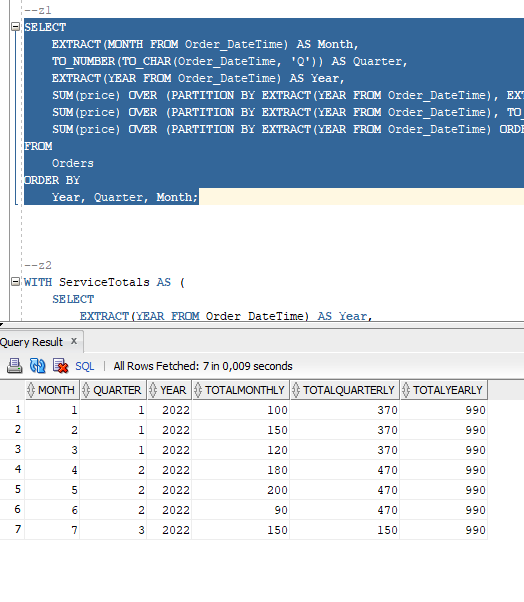 --z1
SELECT
EXTRACT(MONTH FROM Order_DateTime) AS Month,
TO_NUMBER(TO_CHAR(Order_DateTime, 'Q')) AS Quarter,
EXTRACT(YEAR FROM Order_DateTime) AS Year,
SUM(price) OVER (PARTITION BY EXTRACT(YEAR FROM Order_DateTime), EXT
SUM(price) OVER (PARTITION BY EXTRACT(YEAR FROM Order_DateTime), TO_
SUM(price) OVER (PARTITION BY EXTRACT(YEAR FROM Order_DateTime) ORDE
FROM
Orders
ORDER BY
Year, Quarter, Month;
--z2
WITH ServiceTotals AS (
SELECT
EXTRACT(YEAR FROM Order_DateTime) AS Year,
Query Result x
SQL | All Rows Fetched: 7 in 0,009 seconds
MONTH QUARTER YEAR TOTALMONTHLY TOTALQUARTERLY TOTALYEARLY
1 1 1 2022 100 370 990
2 2 1 2022 150 370 990
3 3 1 2022 120 370 990
4 4 2 2022 180 470 990
5 5 2 2022 200 470 990
6 6 2 2022 90 470 990
7 7 3 2022 150 150 990